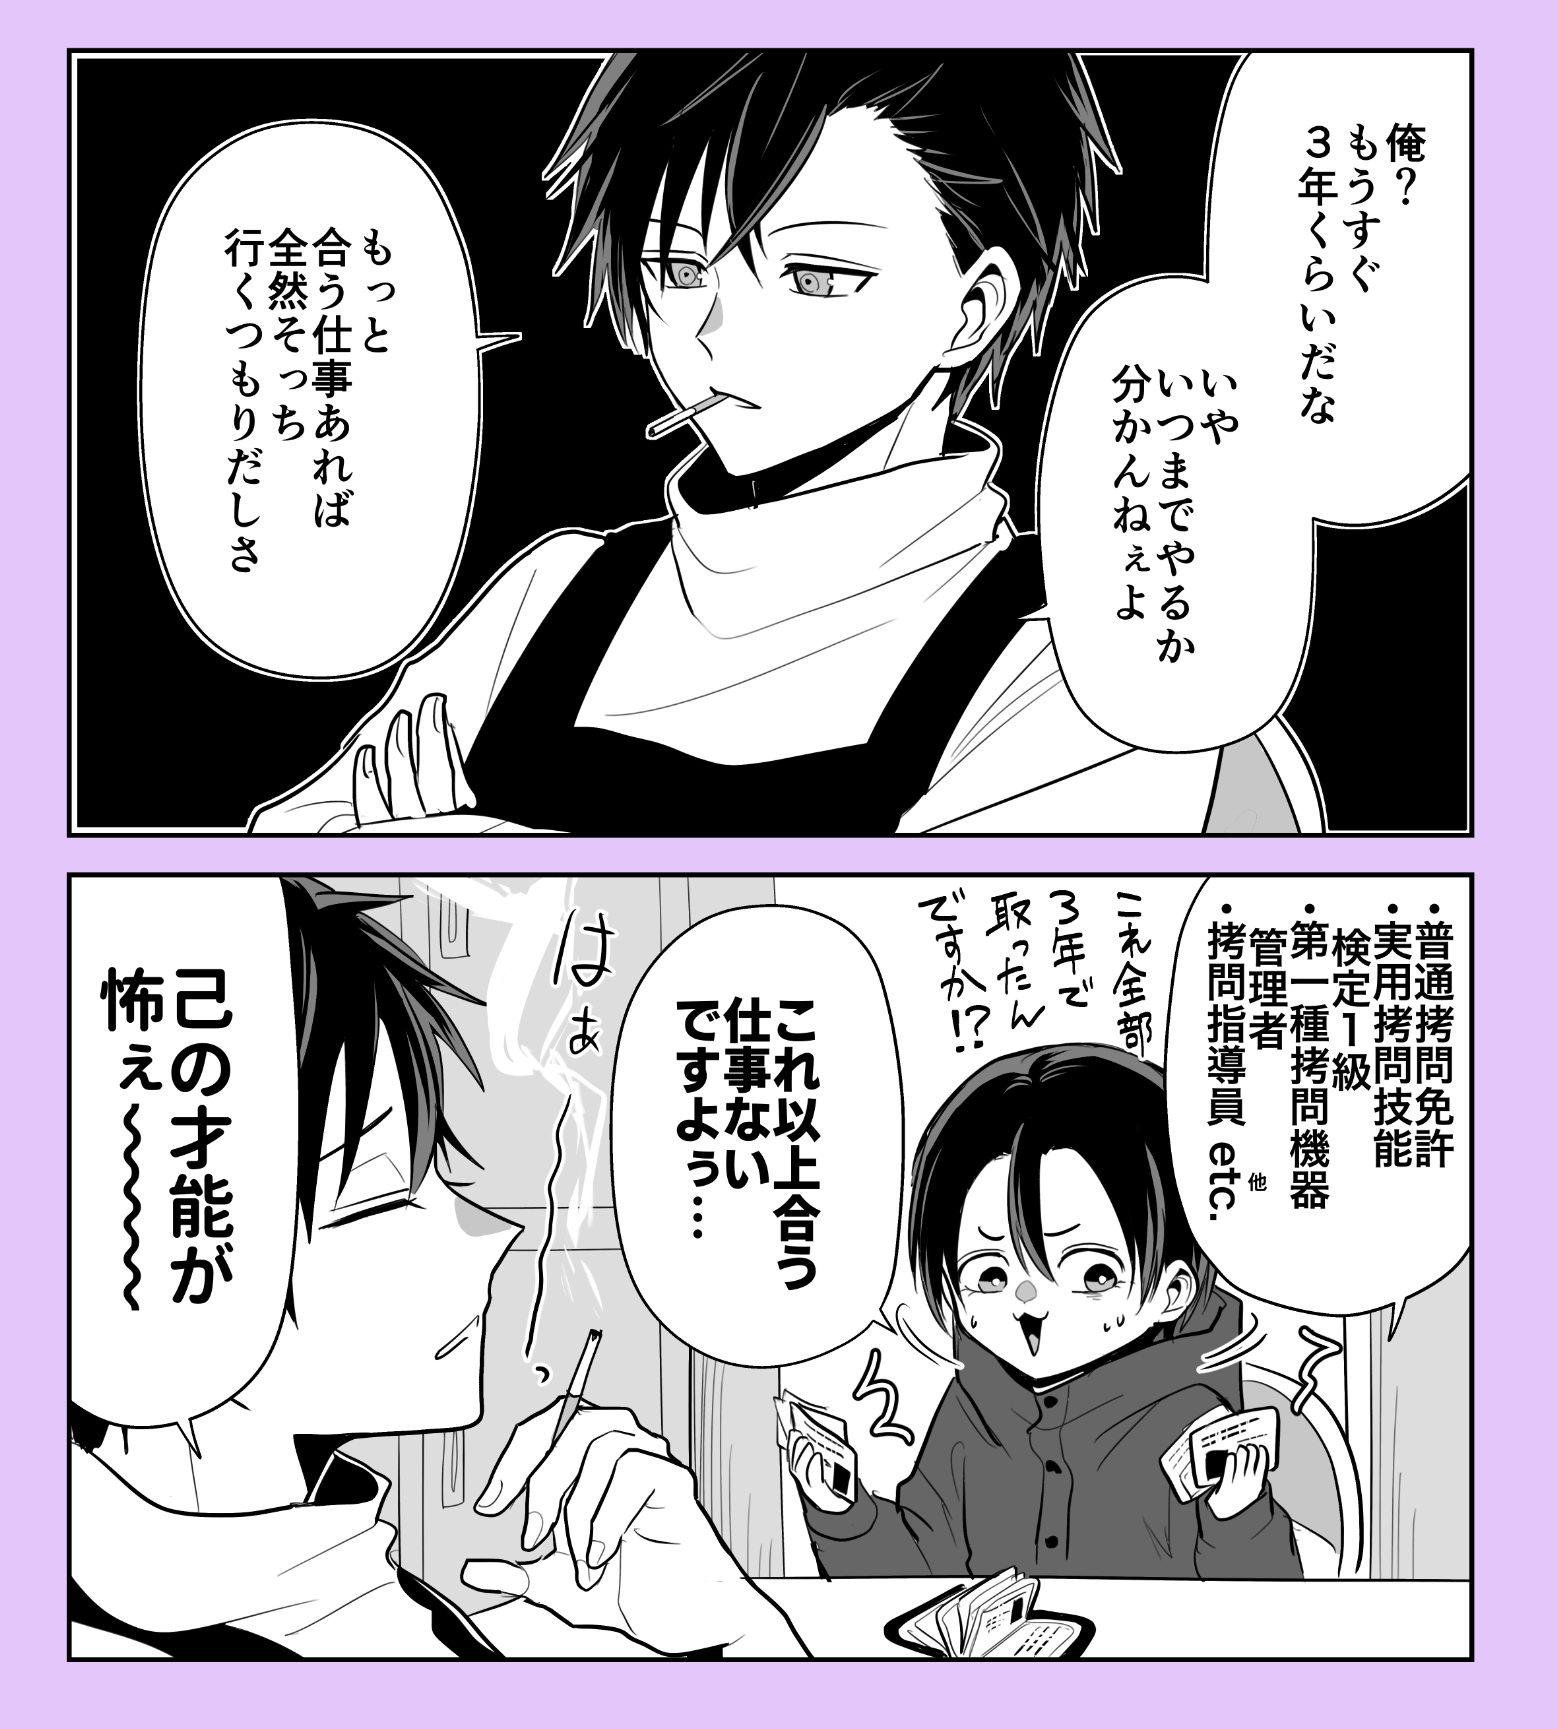 俺?
もうすぐ
3年くらいだな
いや
いつまでやるか
分かんねぇよ
もっと
合う仕事あれば
全然そっち
行くつもりだしさ
・普通拷問免許
・実用拷問技能
検定1級
・第一種拷問機器
管理者
・拷問指導員 etc.
他
これ全部
3年で
取ったん
ですか!?
これ以上合う
仕事ない
ですよぅ…
はぁ〜っ
己の才能が
怖ぇ〜〜〜〜